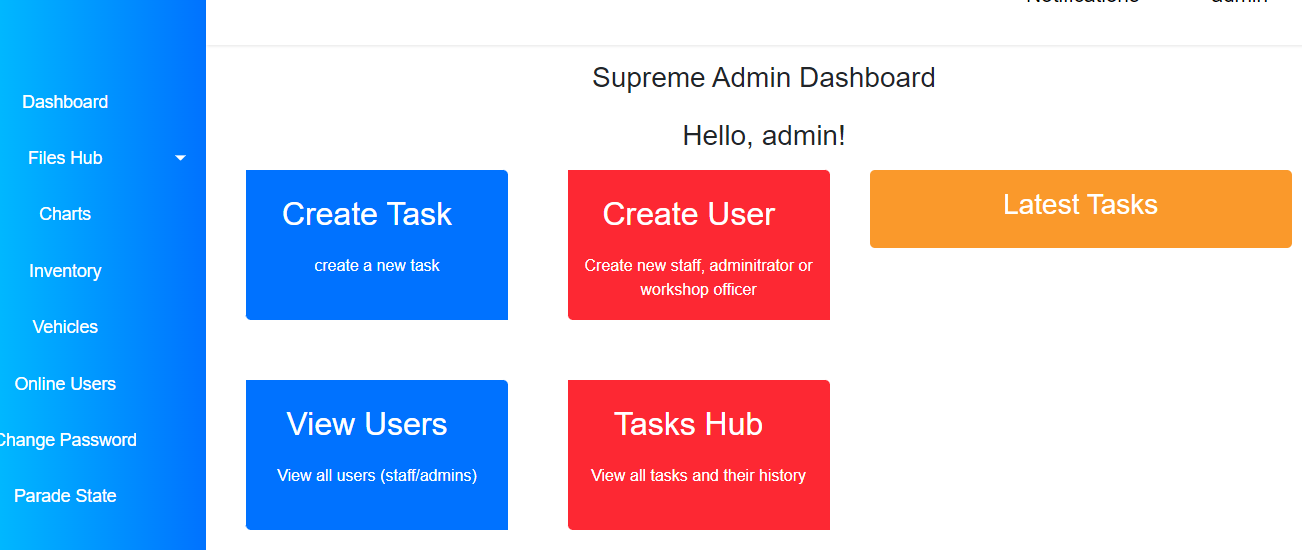 Notifications admin
Dashboard
Files Hub
Charts
Inventory
Vehicles
Online Users
Change Password
Parade State
Supreme Admin Dashboard
Hello, admin!
Create Task
create a new task
Create User
Create new staff, adminitrator or
workshop officer
Latest Tasks
View Users
View all users (staff/admins)
Tasks Hub
View all tasks and their history